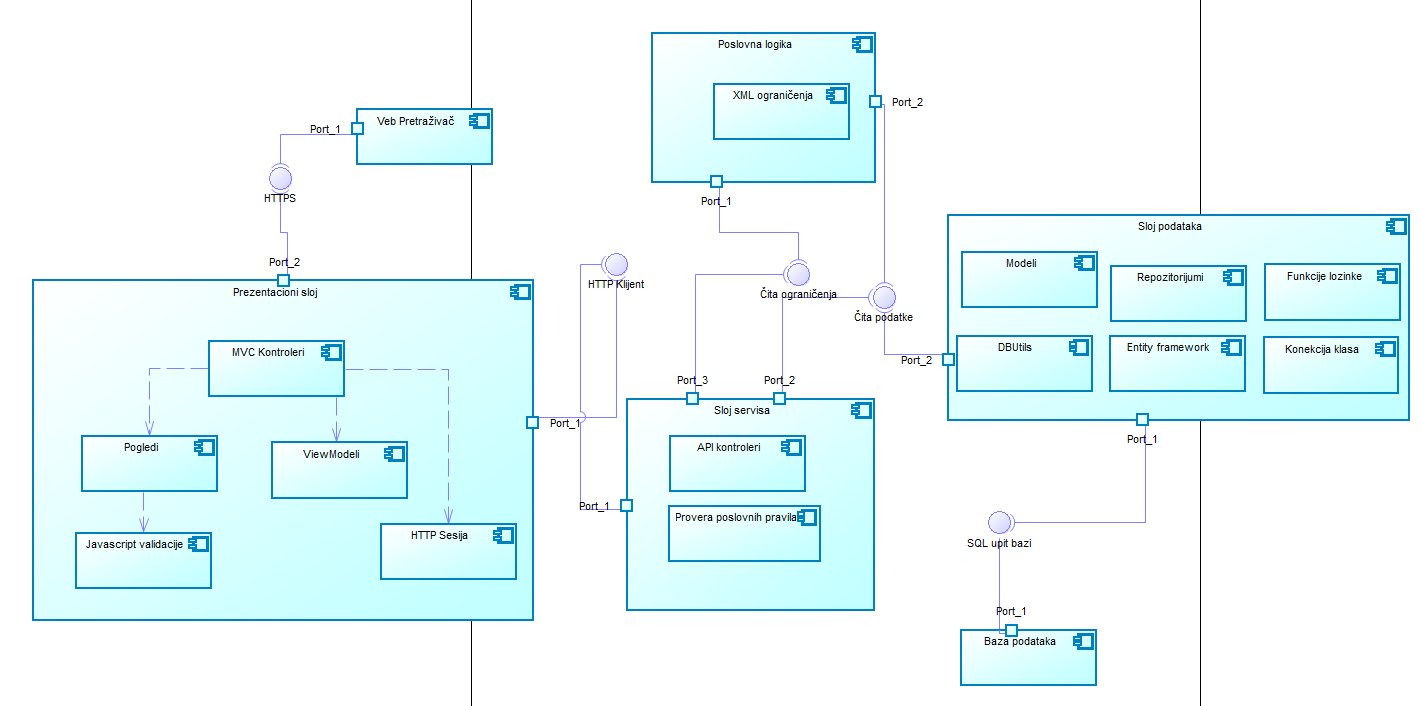 Poslovna logika
XML ograničenja
Port_2
Port_1
Veb Pretraživač
Port_1
HTTPS
Port_2
Prezentacioni sloj
MVC Kontroleri
Pogledi
ViewModeli
Javascript validacije
HTTP Sesija
Port_1
HTTP Klijent
Čita ograničenja
Čita podatke
Port_3
Port_2
Sloj servisa
API kontroleri
Provera poslovnih pravila
Port_1
Sloj podataka
Modeli
Repozitorijumi
Funkcije lozinke
DBUtils
Entity framework
Konekcija klasa
Port_2
Port_1
SQL upit bazi
Port_1
Baza podataka